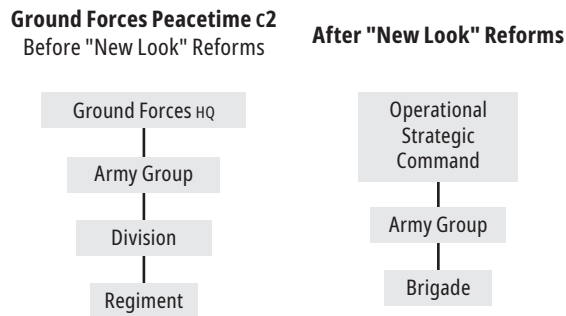 Ground Forces Peacetime C2
Before "New Look" Reforms
Ground Forces HQ
Army Group
Division
Regiment
After "New Look" Reforms
Operational
Strategic
Command
Army Group
Brigade